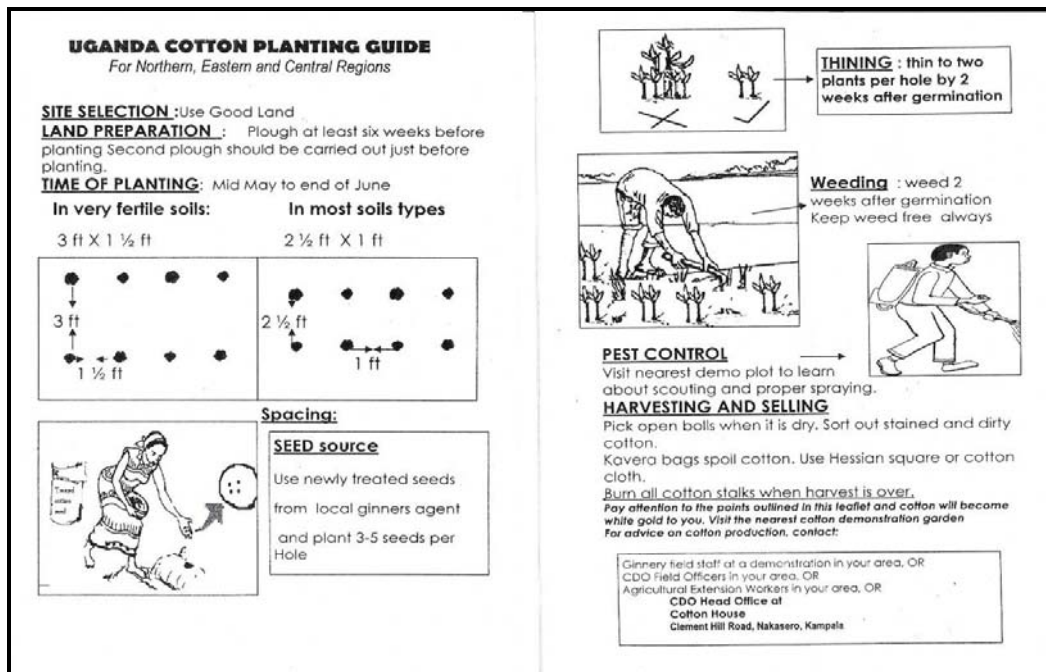 UGANDA COTTON PLANTING GUIDE
For Northern, Eastern and Central Regions
SITE SELECTION :Use Good Land
LAND PREPARATION : Plough at least six weeks before
planting Second plough should be carried out just before
planting.
TIME OF PLANTING: Mid May to end of June
In very fertile soils:
3 ft X 1 ½ ft
3 ft
1 ½ ft
In most soils types
2 ½ ft X 1 ft
2 ½ ft
1 ft
Spacing:
Treated
cotton
seed
SEED source
Use newly treated seeds
from local ginners agent
and plant 3-5 seeds per
Hole
THINING : thin to two
plants per hole by 2
weeks after germination
Weeding : weed 2
weeks after germination
Keep weed free always
PEST CONTROL
Visit nearest demo plot to learn
about scouting and proper spraying.
HARVESTING AND SELLING
Pick open bolls when it is dry. Sort out stained and dirty
cotton.
Kavera bags spoil cotton. Use Hessian square or cotton
cloth.
Burn all cotton stalks when harvest is over.
Pay attention to the points outlined in this leaflet and cotton will become
white gold to you. Visit the nearest cotton demonstration garden
For advice on cotton production, contact:
Ginnery field staff at a demonstration in your area, OR
CDO Field Officers in your area, OR
Agricultural Extension Workers in your area, OR
CDO Head Office at
Cotton House
Clement Hill Road, Nakasero, Kampala